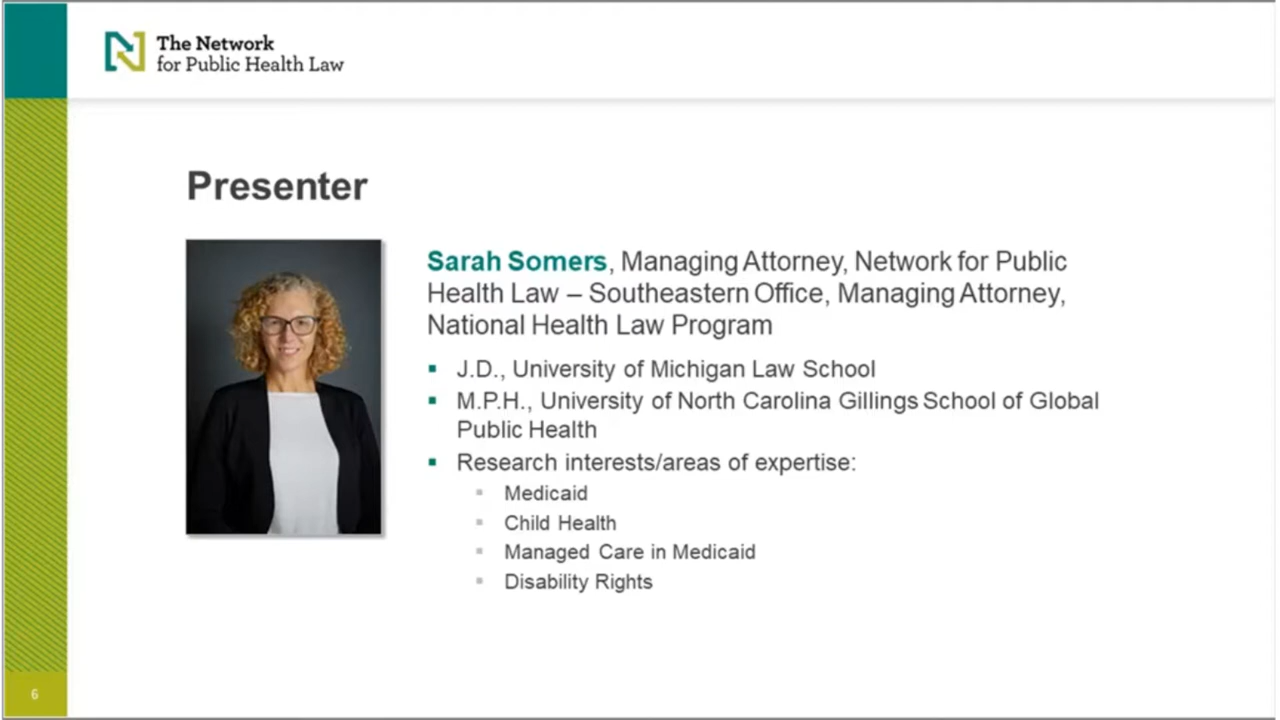 The Network
for Public Health Law
Presenter
Sarah Somers, Managing Attorney, Network for Public
Health Law – Southeastern Office, Managing Attorney,
National Health Law Program
▪ J.D., University of Michigan Law School
▪ M.P.H., University of North Carolina Gillings School of Global
Public Health
▪ Research interests/areas of expertise:
▪ Medicaid
▪ Child Health
▪ Managed Care in Medicaid
▪ Disability Rights
6